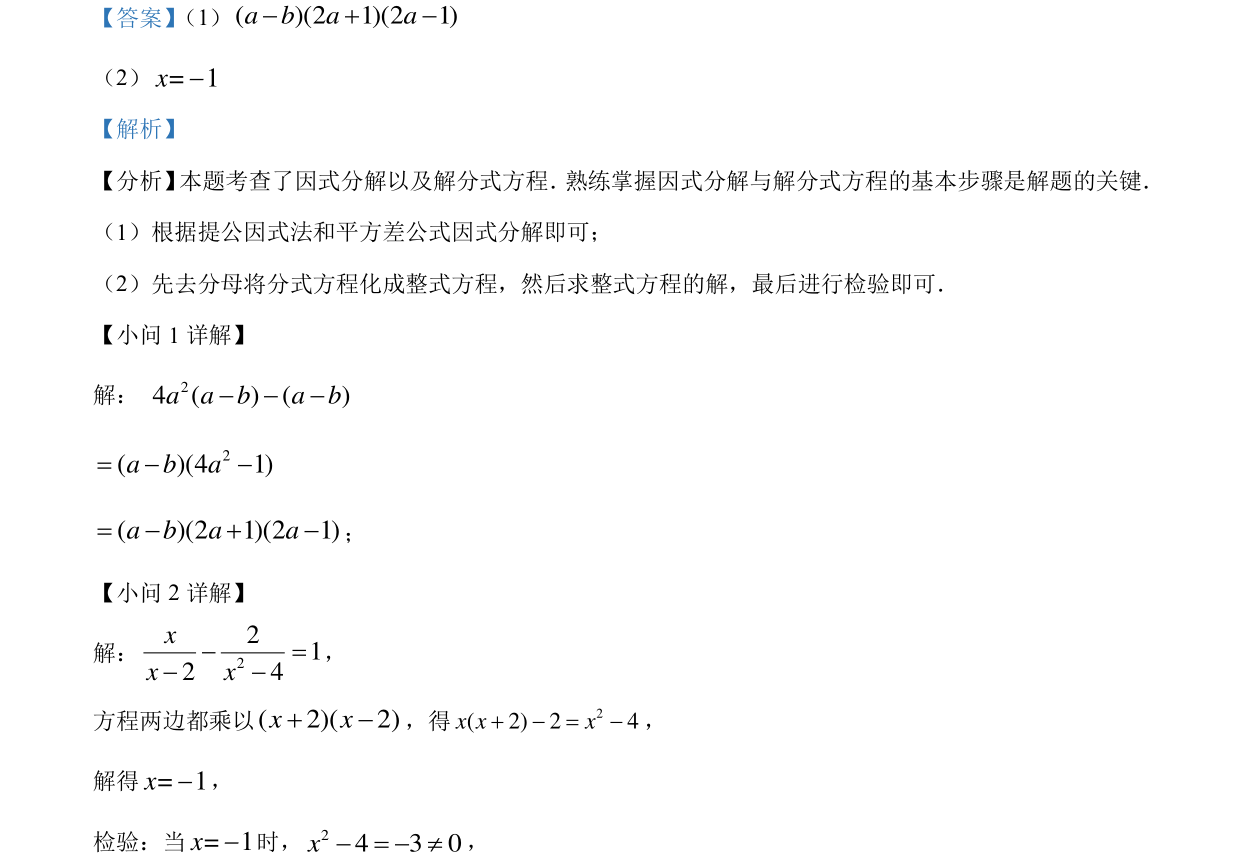 【答案】（1）(a−b)(2a+1)(2a−1)
（2）x=−1
【解析】
【分析】本题考查了因式分解以及解分式方程．熟练掌握因式分解与解分式方程的基本步骤是解题的关键．
（1）根据提公因式法和平方差公式因式分解即可；
（2）先去分母将分式方程化成整式方程，然后求整式方程的解，最后进行检验即可．
【小问 1 详解】
解： 4a²(a−b)−(a−b)
=(a−b)(4a²−1)
=(a−b)(2a+1)(2a−1)；
【小问 2 详解】
解：x/(x−2) − 2/(x²−4) =1，
方程两边都乘以(x+2)(x−2)，得 x(x+2)−2=x²−4，
解得 x=−1，
检验：当 x=−1时，x²−4=−3≠0，